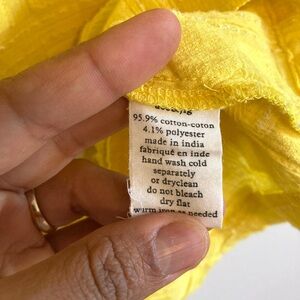 95.9% cotton-coton
4.1% polyester
made in india
fabriqué en inde
hand wash cold
separately
or dryclean
do not bleach
dry flat
warm iron as needed